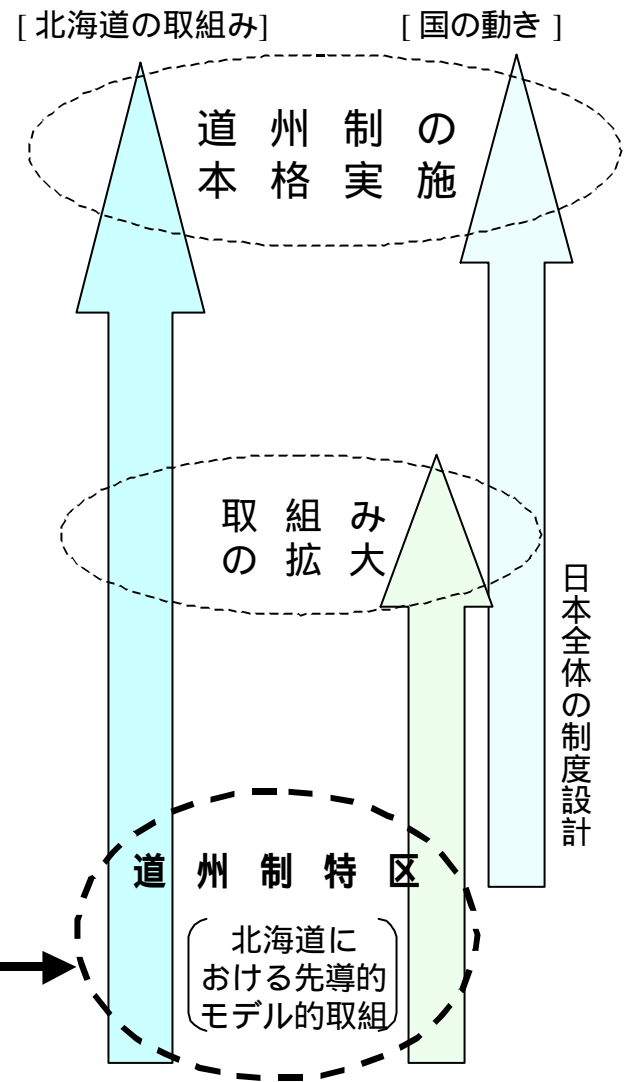 [ 北海道の取組み]
[ 国の動き ]
道州制の
本格実施
取組み
の拡大
日本全体の制度設計
道州制特区
北海道に
おける先導的
モデル的取組